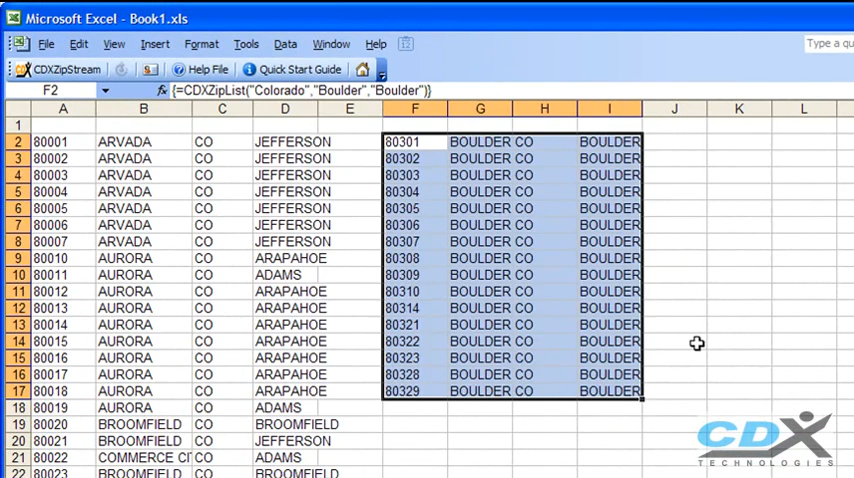 Microsoft Excel - Book1.xls
File Edit View Insert Format Tools Data Window Help Type a qu
CDXZipStream Help File Quick Start Guide
F2 fx {=CDXZipList("Colorado","Boulder","Boulder")}
A B C D E F G H I J K L
1
2 80001 ARVADA CO JEFFERSON 80301 BOULDER CO BOULDER
3 80002 ARVADA CO JEFFERSON 80302 BOULDER CO BOULDER
4 80003 ARVADA CO JEFFERSON 80303 BOULDER CO BOULDER
5 80004 ARVADA CO JEFFERSON 80304 BOULDER CO BOULDER
6 80005 ARVADA CO JEFFERSON 80305 BOULDER CO BOULDER
7 80006 ARVADA CO JEFFERSON 80306 BOULDER CO BOULDER
8 80007 ARVADA CO JEFFERSON 80307 BOULDER CO BOULDER
9 80010 AURORA CO ARAPAHOE 80308 BOULDER CO BOULDER
10 80011 AURORA CO ADAMS 80309 BOULDER CO BOULDER
11 80012 AURORA CO ARAPAHOE 80310 BOULDER CO BOULDER
12 80013 AURORA CO ARAPAHOE 80314 BOULDER CO BOULDER
13 80014 AURORA CO ARAPAHOE 80321 BOULDER CO BOULDER
14 80015 AURORA CO ARAPAHOE 80322 BOULDER CO BOULDER
15 80016 AURORA CO ARAPAHOE 80323 BOULDER CO BOULDER
16 80017 AURORA CO ARAPAHOE 80328 BOULDER CO BOULDER
17 80018 AURORA CO ARAPAHOE 80329 BOULDER CO BOULDER
18 80019 AURORA CO ADAMS
19 80020 BROOMFIELD CO BROOMFIELD
20 80021 BROOMFIELD CO JEFFERSON
21 80022 COMMERCE CI CO ADAMS
22 80023 BROOMFIELD CO BROOMFIELD
CDX
TECHNOLOGIES